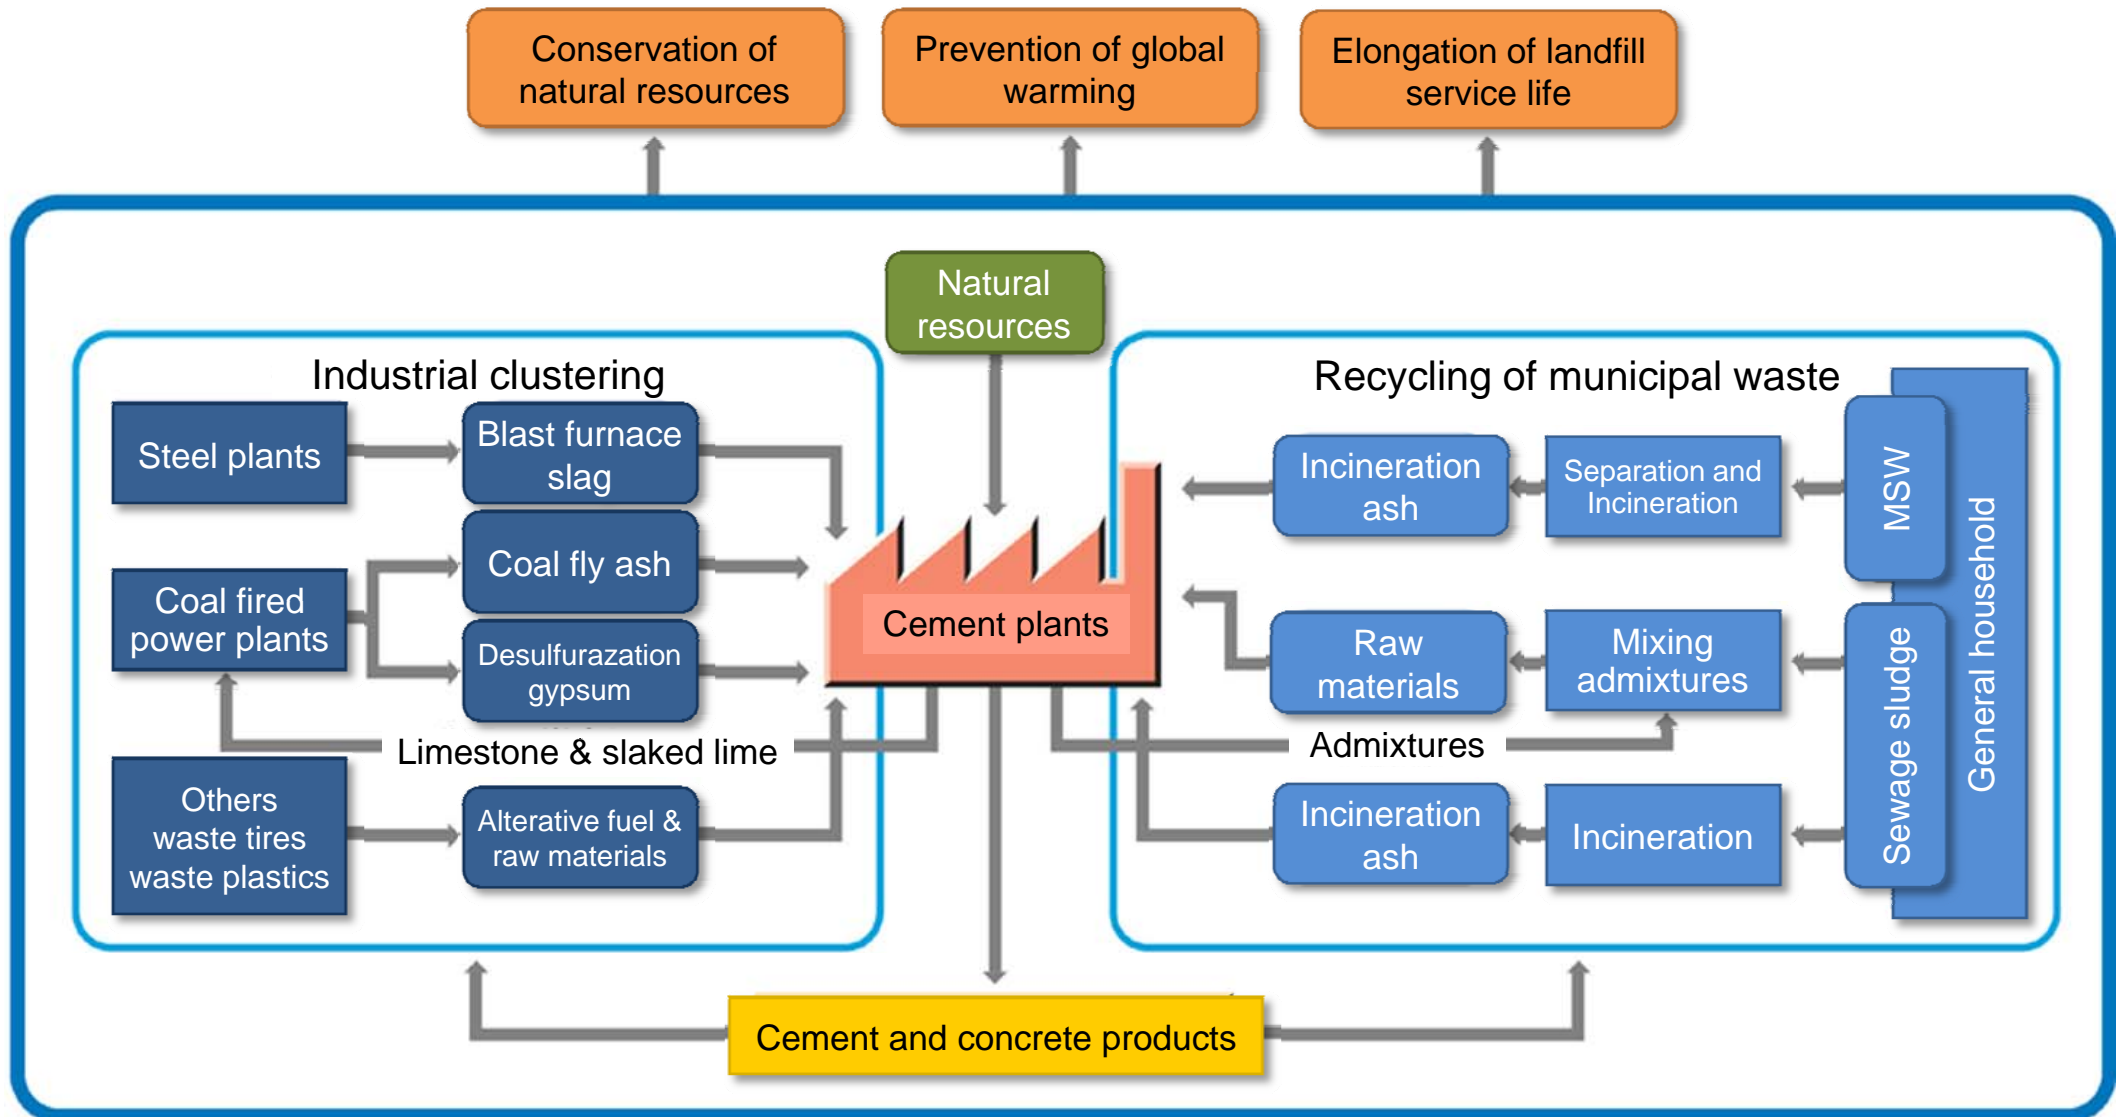 Conservation of
natural resources
Prevention of global
warming
Elongation of landfill
service life
Natural
resources
Industrial clustering
Steel plants
Blast furnace
slag
Coal fired
power plants
Coal fly ash
Desulfurazation
gypsum
Limestone & slaked lime
Others
waste tires
waste plastics
Alterative fuel &
raw materials
Cement plants
Recycling of municipal waste
Incineration
ash
Separation and
Incineration
MSW
General household
Raw
materials
Mixing
admixtures
Sewage sludge
Admixtures
Incineration
ash
Incineration
Cement and concrete products